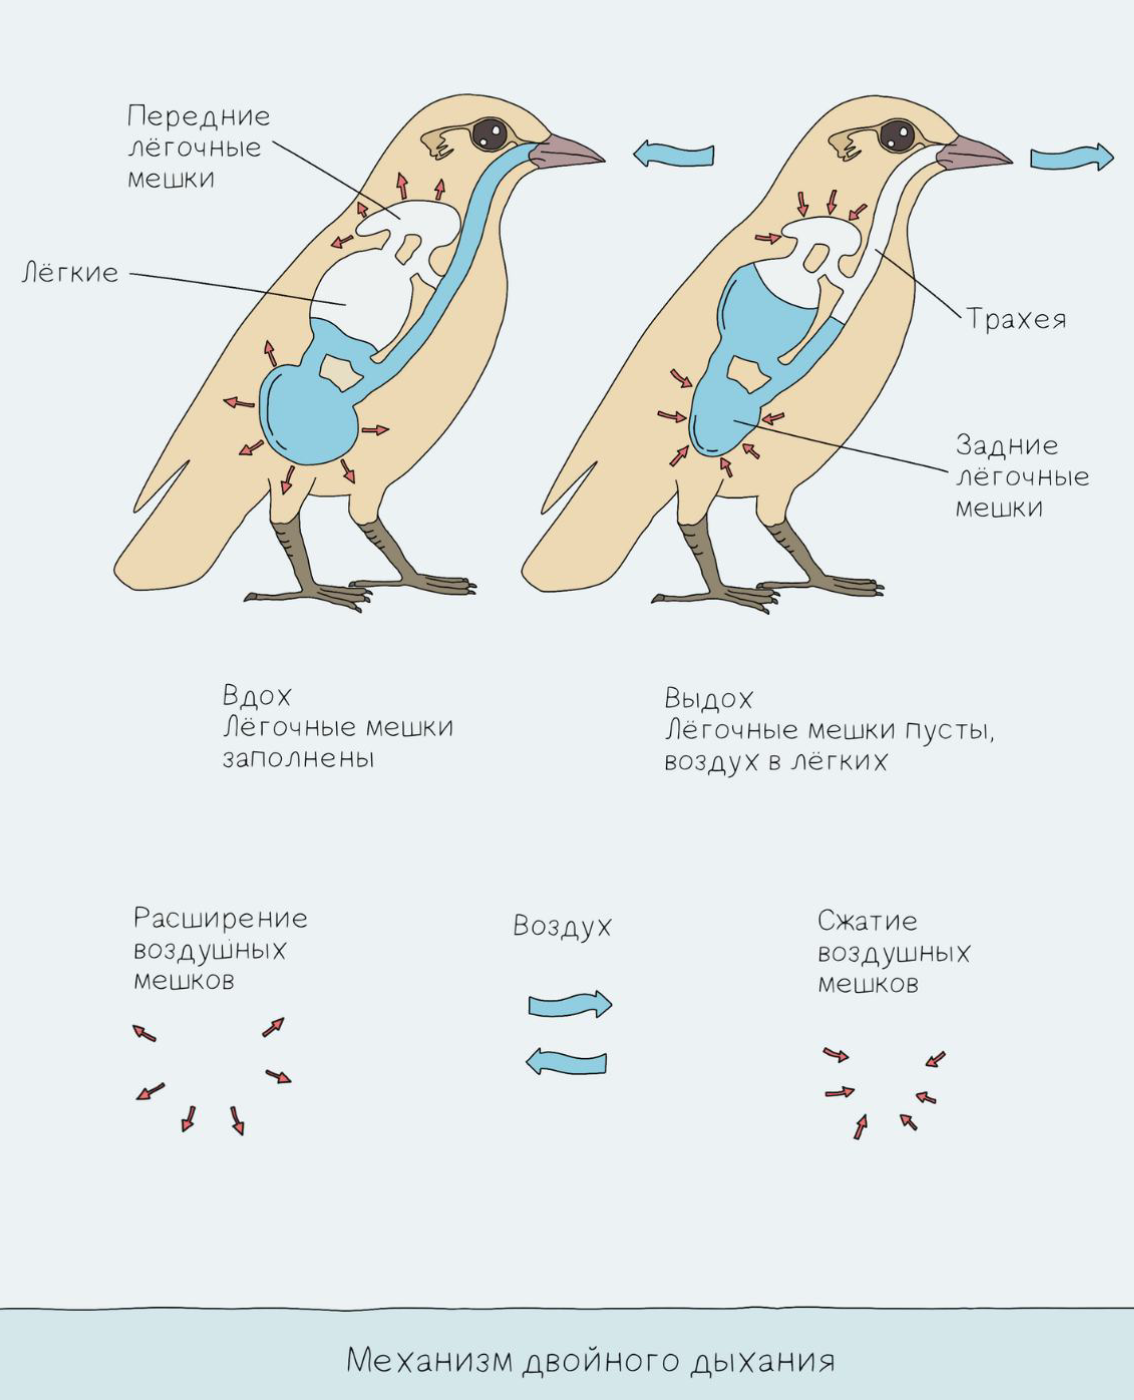 Передние
лёгочные
мешки
Лёгкие
Трахея
Задние
лёгочные
мешки
Вдох
Лёгочные мешки
заполнены
Выдох
Лёгочные мешки пусты,
воздух в лёгких
Расширение
воздушных
мешков
Воздух
Сжатие
воздушных
мешков
Механизм двойного дыхания